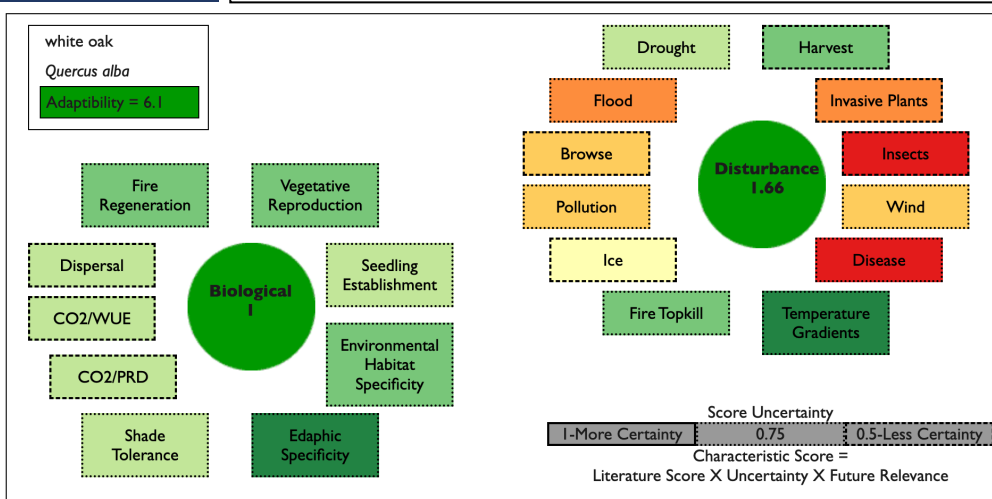 white oak
Quercus alba
Adaptibility = 6.1
Fire
Regeneration
Vegetative
Reproduction
Dispersal
Seedling
Establishment
CO2/WUE
Biological
1
Environmental
Habitat
Specificity
CO2/PRD
Shade
Tolerance
Edaphic
Specificity
Drought
Harvest
Flood
Invasive Plants
Browse
Insects
Disturbance
1.66
Pollution
Wind
Ice
Disease
Fire Topkill
Temperature
Gradients
Score Uncertainty
1-More Certainty
0.75
0.5-Less Certainty
Characteristic Score =
Literature Score X Uncertainty X Future Relevance